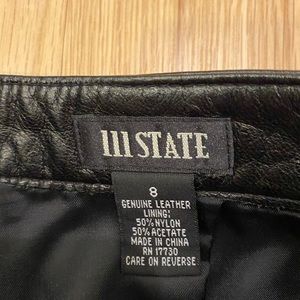 111 STATE
8
GENUINE LEATHER
LINING:
50% NYLON
50% ACETATE
MADE IN CHINA
RN 17730
CARE ON REVERSE